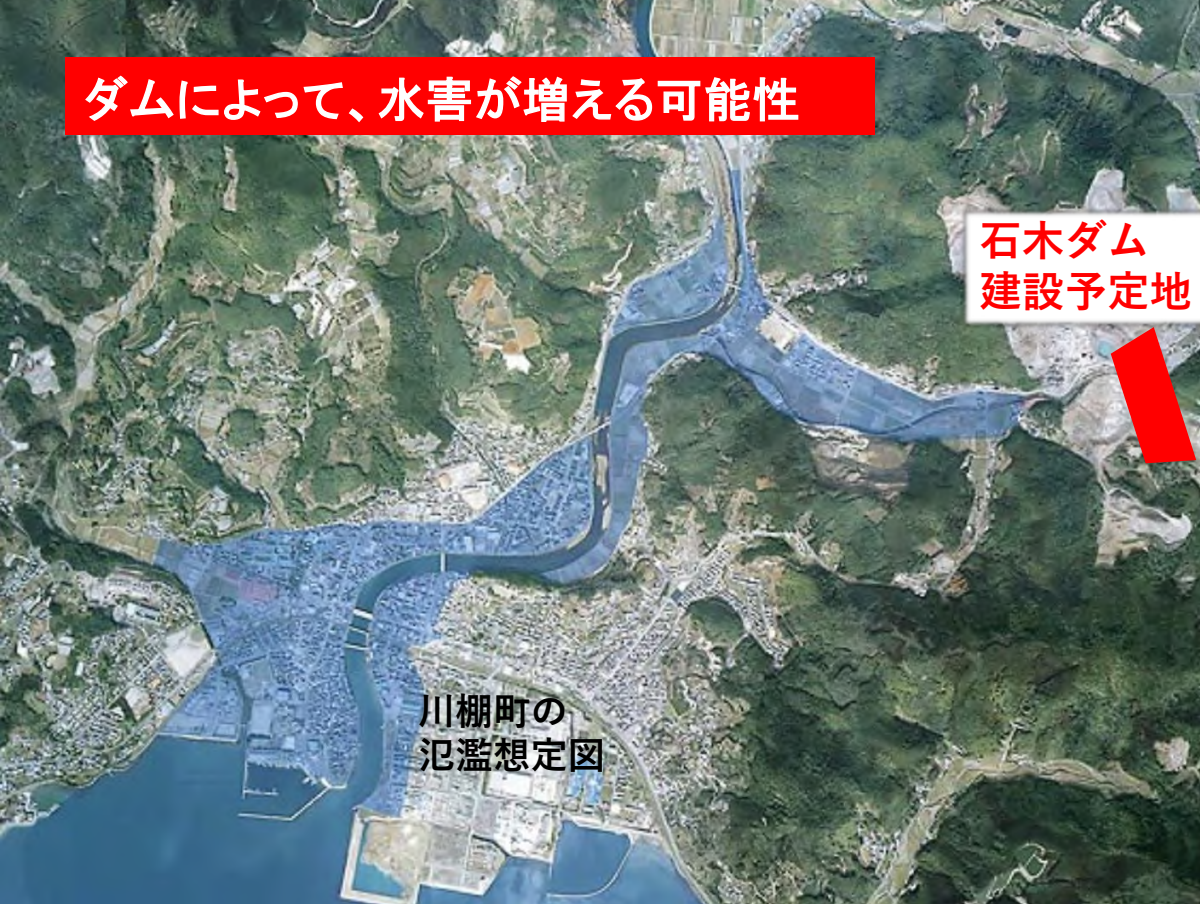 ダムによって、水害が増える可能性
石木ダム
建設予定地
川棚町の
氾濫想定図